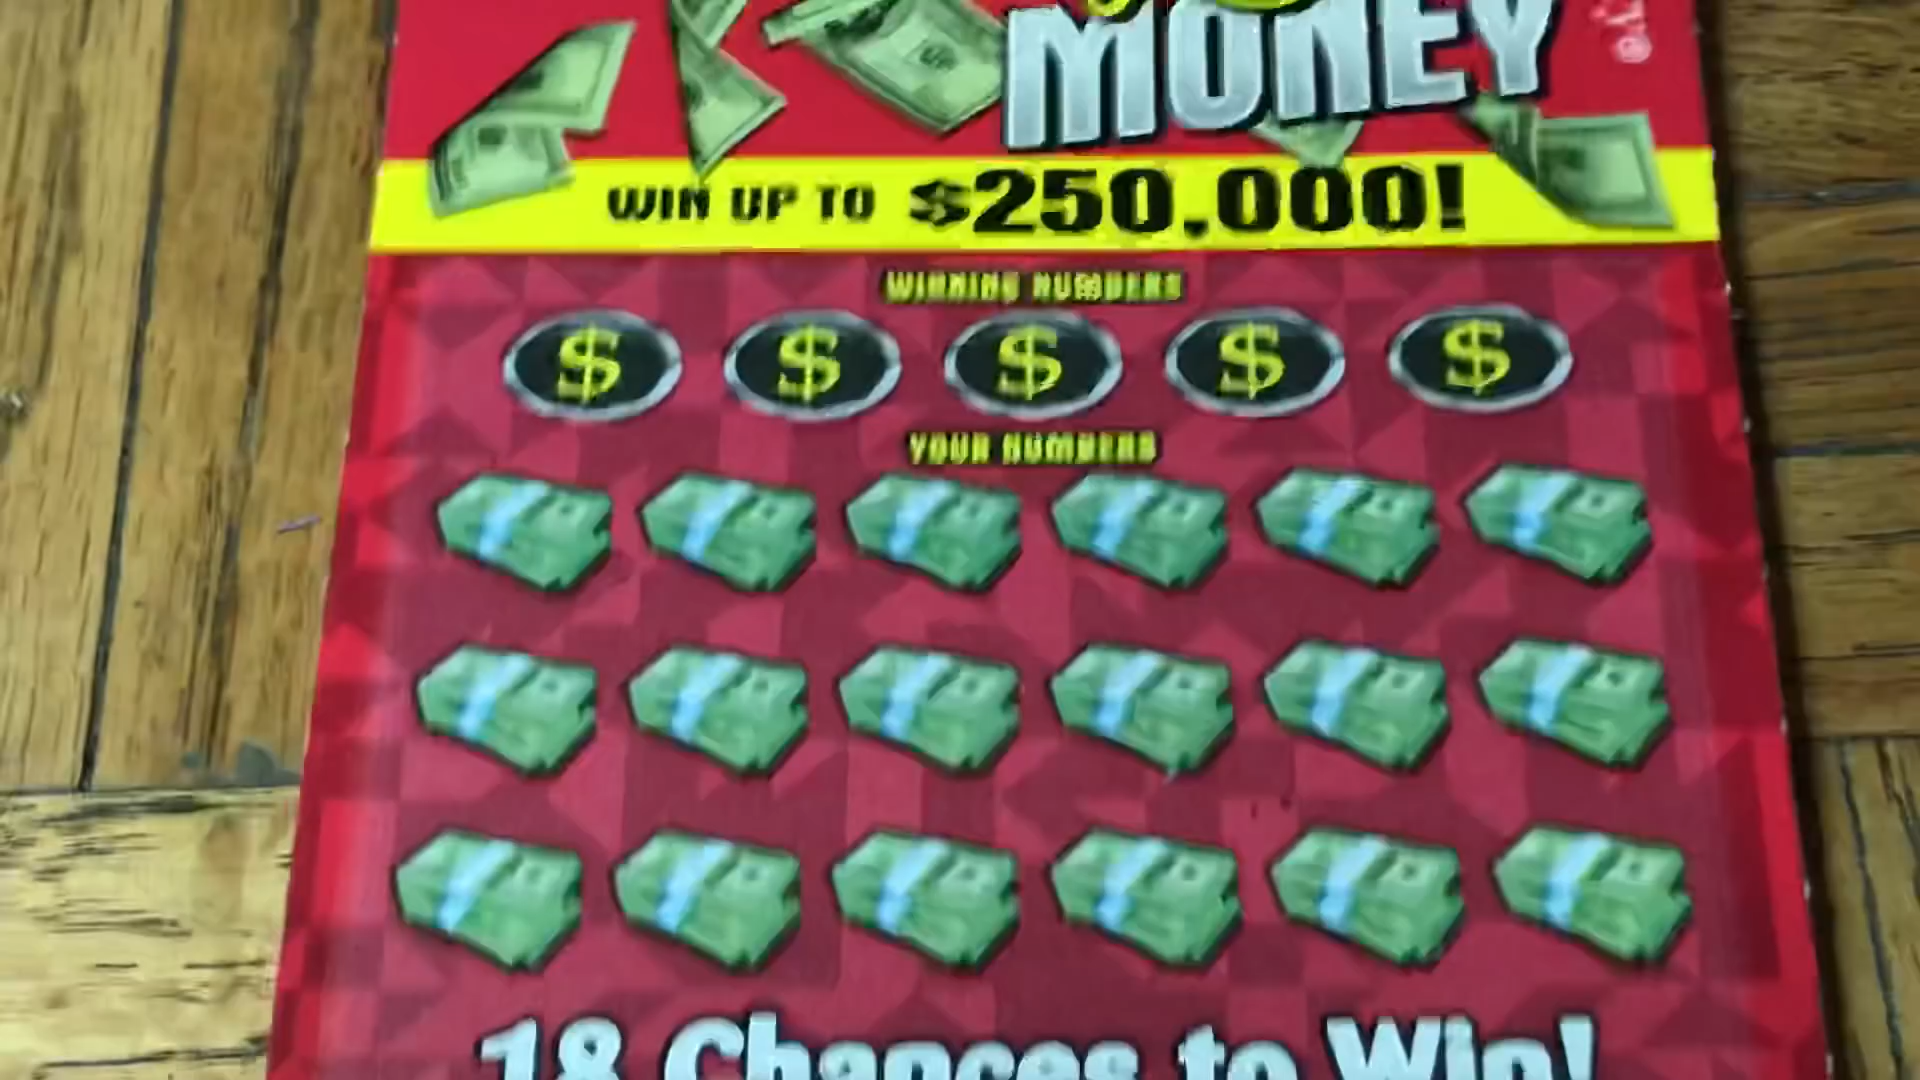 MONEY
WIN UP TO $250,000!
WINNING NUMBERS
$ $ $ $ $
YOUR NUMBERS
18 Chances to Win!